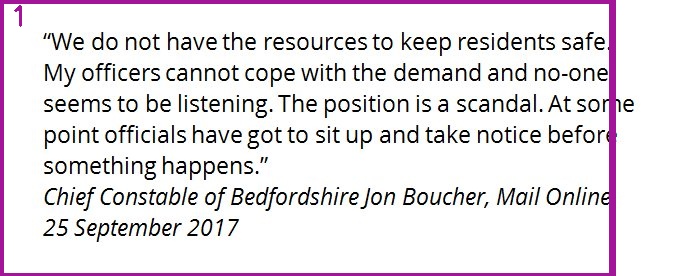 1
“We do not have the resources to keep residents safe.
My officers cannot cope with the demand and no-one
seems to be listening. The position is a scandal. At some
point officials have got to sit up and take notice before
something happens.”
Chief Constable of Bedfordshire Jon Boucher, Mail Online
25 September 2017